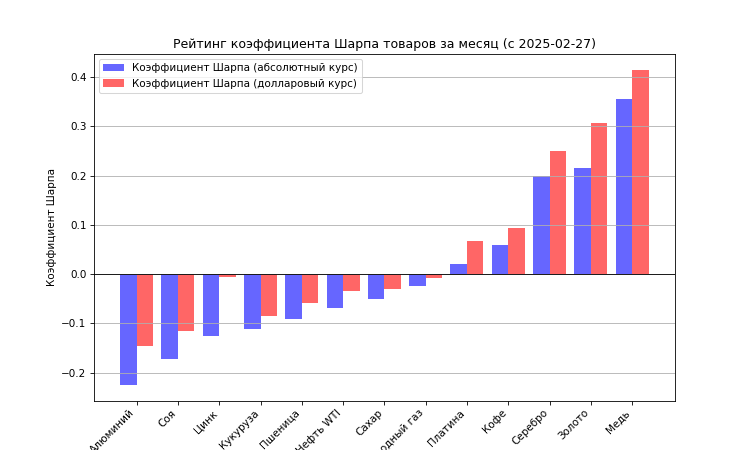 Рейтинг коэффициента Шарпа товаров за месяц (с 2025-02-27)
Коэффициент Шарпа (абсолютный курс)
Коэффициент Шарпа (долларовый курс)
Коэффициент Шарпа
0.4
0.3
0.2
0.1
0.0
−0.1
−0.2
Алюминий
Соя
Цинк
Кукуруза
Пшеница
Нефть WTI
Сахар
одный газ
Платина
Кофе
Серебро
Золото
Медь